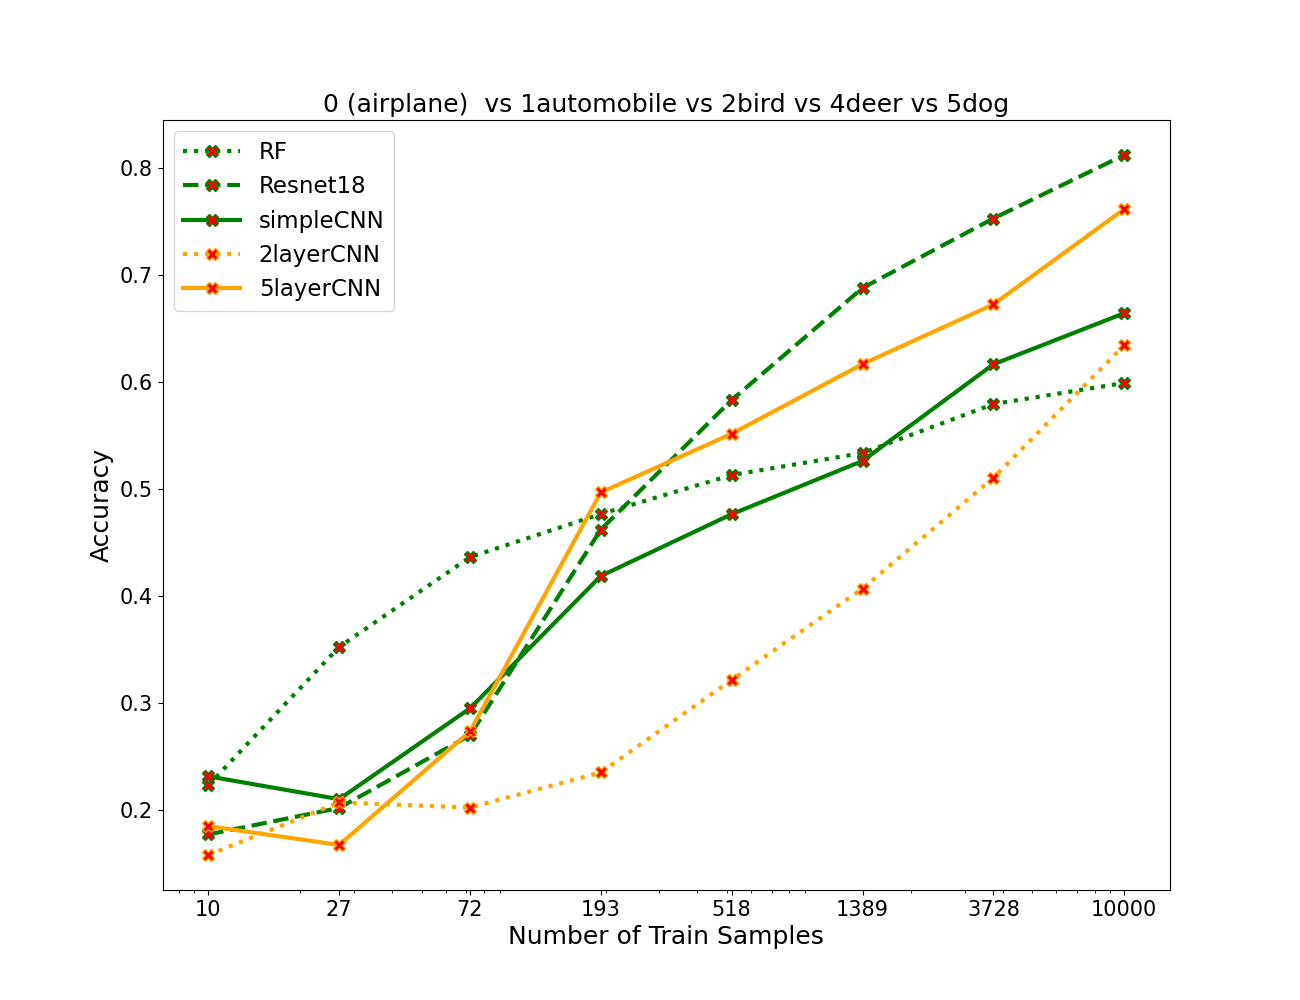 0 (airplane)  vs 1automobile vs 2bird vs 4deer vs 5dog
RF
Resnet18
simpleCNN
2layerCNN
5layerCNN
0.8
0.7
0.6
0.5
0.4
0.3
0.2
Accuracy
10 27 72 193 518 1389 3728 10000
Number of Train Samples